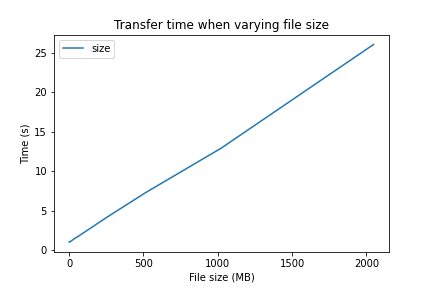 Transfer time when varying file size
size
Time (s)
25
20
15
10
5
0
0 500 1000 1500 2000
File size (MB)